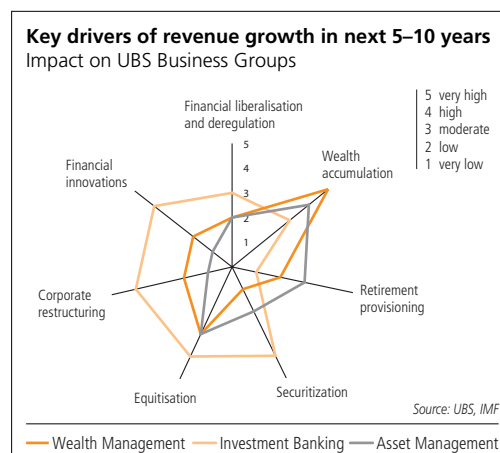 Key drivers of revenue growth in next 5–10 years
Impact on UBS Business Groups
Financial liberalisation
and deregulation
5 very high
4 high
3 moderate
2 low
1 very low
5
4
3
2
1
Wealth
accumulation
Financial
innovations
Retirement
provisioning
Corporate
restructuring
Equitisation
Securitization
Source: UBS, IMF
Wealth Management
Investment Banking
Asset Management